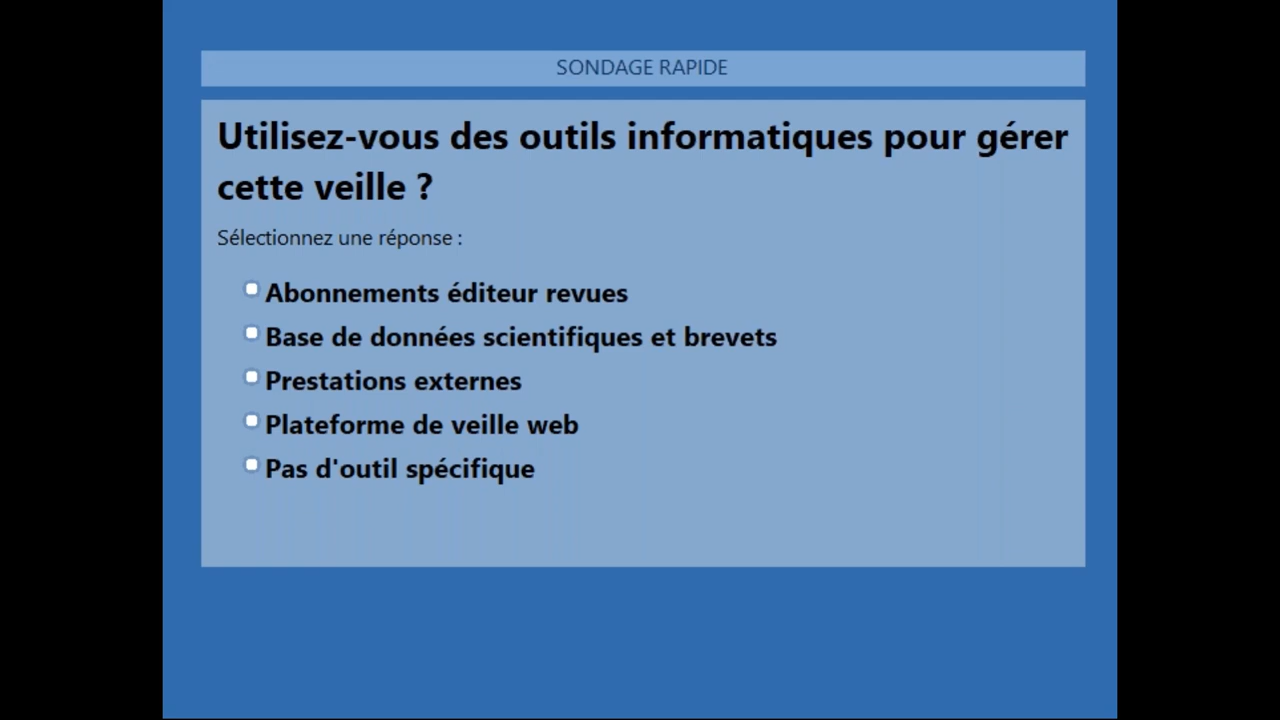 SONDAGE RAPIDE
Utilisez-vous des outils informatiques pour gérer
cette veille ?
Sélectionnez une réponse :
Abonnements éditeur revues
Base de données scientifiques et brevets
Prestations externes
Plateforme de veille web
Pas d'outil spécifique